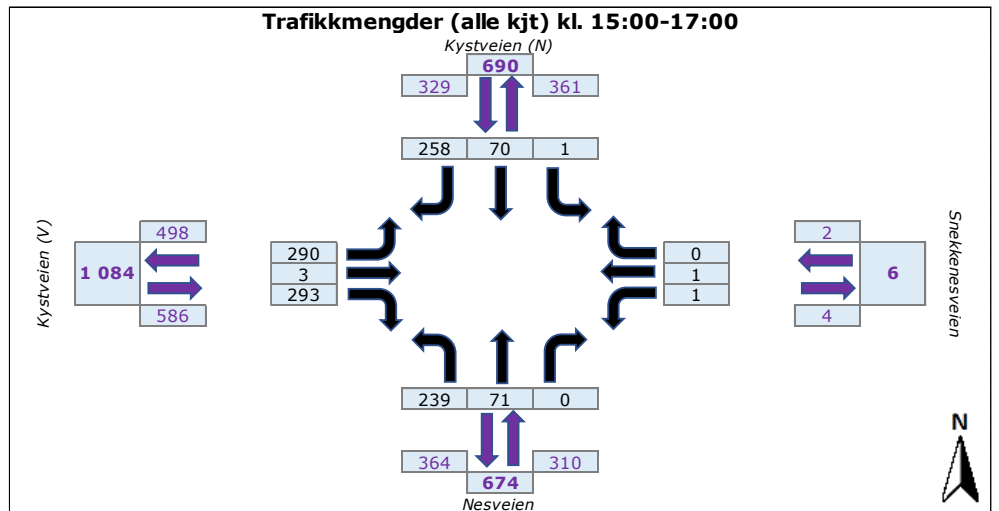 Trafikkmengder (alle kjt) kl. 15:00-17:00
Kystveien (N)
690
329 361
258 70 1
Kystveien (V)
498
1 084
586
290
3
293
0
1
1
2
6
4
Snekkenesveien
239 71 0
364 310
674
Nesveien
N